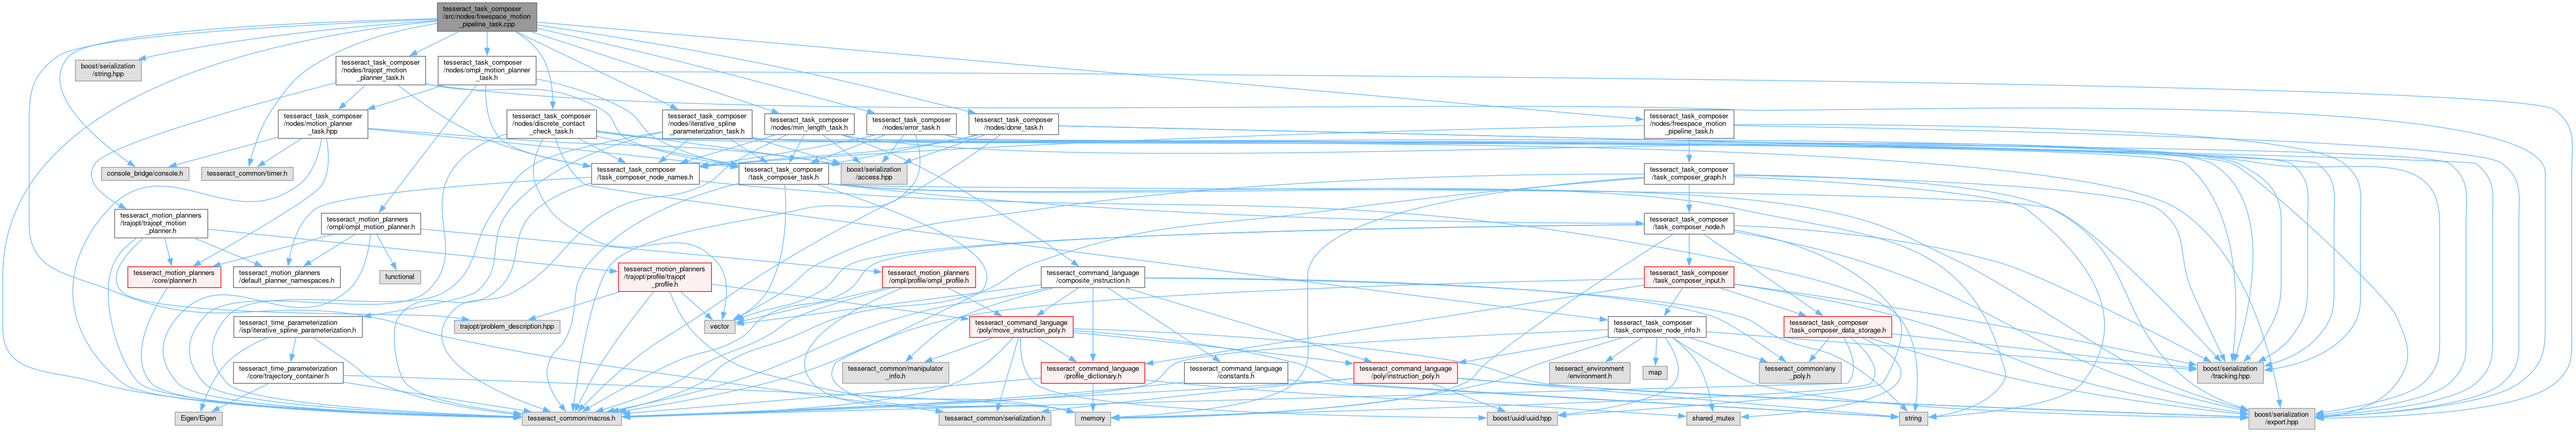 tesseract_task_composer
/src/nodes/freespace_motion
_pipeline_task.cpp
boost/serialization
/string.hpp
tesseract_task_composer
/nodes/trajopt_motion
_planner_task.h
tesseract_task_composer
/nodes/ompl_motion_planner
_task.h
tesseract_task_composer
/nodes/motion_planner
_task.hpp
tesseract_task_composer
/nodes/discrete_contact
_check_task.h
tesseract_task_composer
/nodes/iterative_spline
_parameterization_task.h
tesseract_task_composer
/nodes/min_length_task.h
tesseract_task_composer
/nodes/error_task.h
tesseract_task_composer
/nodes/done_task.h
tesseract_task_composer
/nodes/freespace_motion
_pipeline_task.h
console_bridge/console.h
tesseract_common/timer.h
tesseract_task_composer
/task_composer_node_names.h
tesseract_task_composer
/task_composer_task.h
boost/serialization
/access.hpp
tesseract_task_composer
/task_composer_graph.h
tesseract_motion_planners
/trajopt/trajopt_motion
_planner.h
tesseract_motion_planners
/ompl/ompl_motion_planner.h
tesseract_task_composer
/task_composer_node.h
tesseract_motion_planners
/core/planner.h
tesseract_motion_planners
/default_planner_namespaces.h
functional
tesseract_motion_planners
/trajopt/profile/trajopt
_profile.h
tesseract_motion_planners
/ompl/profile/ompl_profile.h
tesseract_command_language
/composite_instruction.h
tesseract_task_composer
/task_composer_input.h
tesseract_time_parameterization
/isp/iterative_spline_parameterization.h
trajopt/problem_description.hpp
vector
tesseract_command_language
/poly/move_instruction_poly.h
tesseract_task_composer
/task_composer_node_info.h
tesseract_task_composer
/task_composer_data_storage.h
tesseract_time_parameterization
/core/trajectory_container.h
tesseract_common/manipulator
_info.h
tesseract_command_language
/profile_dictionary.h
tesseract_command_language
/constants.h
tesseract_command_language
/poly/instruction_poly.h
tesseract_environment
/environment.h
map
tesseract_common/any
_poly.h
boost/serialization
/tracking.hpp
Eigen/Eigen
tesseract_common/macros.h
tesseract_common/serialization.h
memory
boost/uuid/uuid.hpp
shared_mutex
string
boost/serialization
/export.hpp